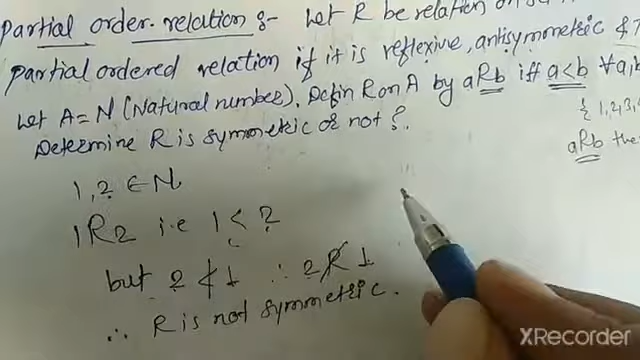 Partial order relation :- Let R be relation on
partial ordered relation if it is reflexive, antisymmetric &
Let A = N (Natural number). Defin R on A by aRb iff a<b ∀ a,b
Determine R is symmetric or not?
{ 1,2,3,
aRb the
1,2 ∈ N,
1R2 i.e 1 < 2
but 2 ≮ 1 ∴ 2R̸1
∴ R is not symmetric.
XRecorder